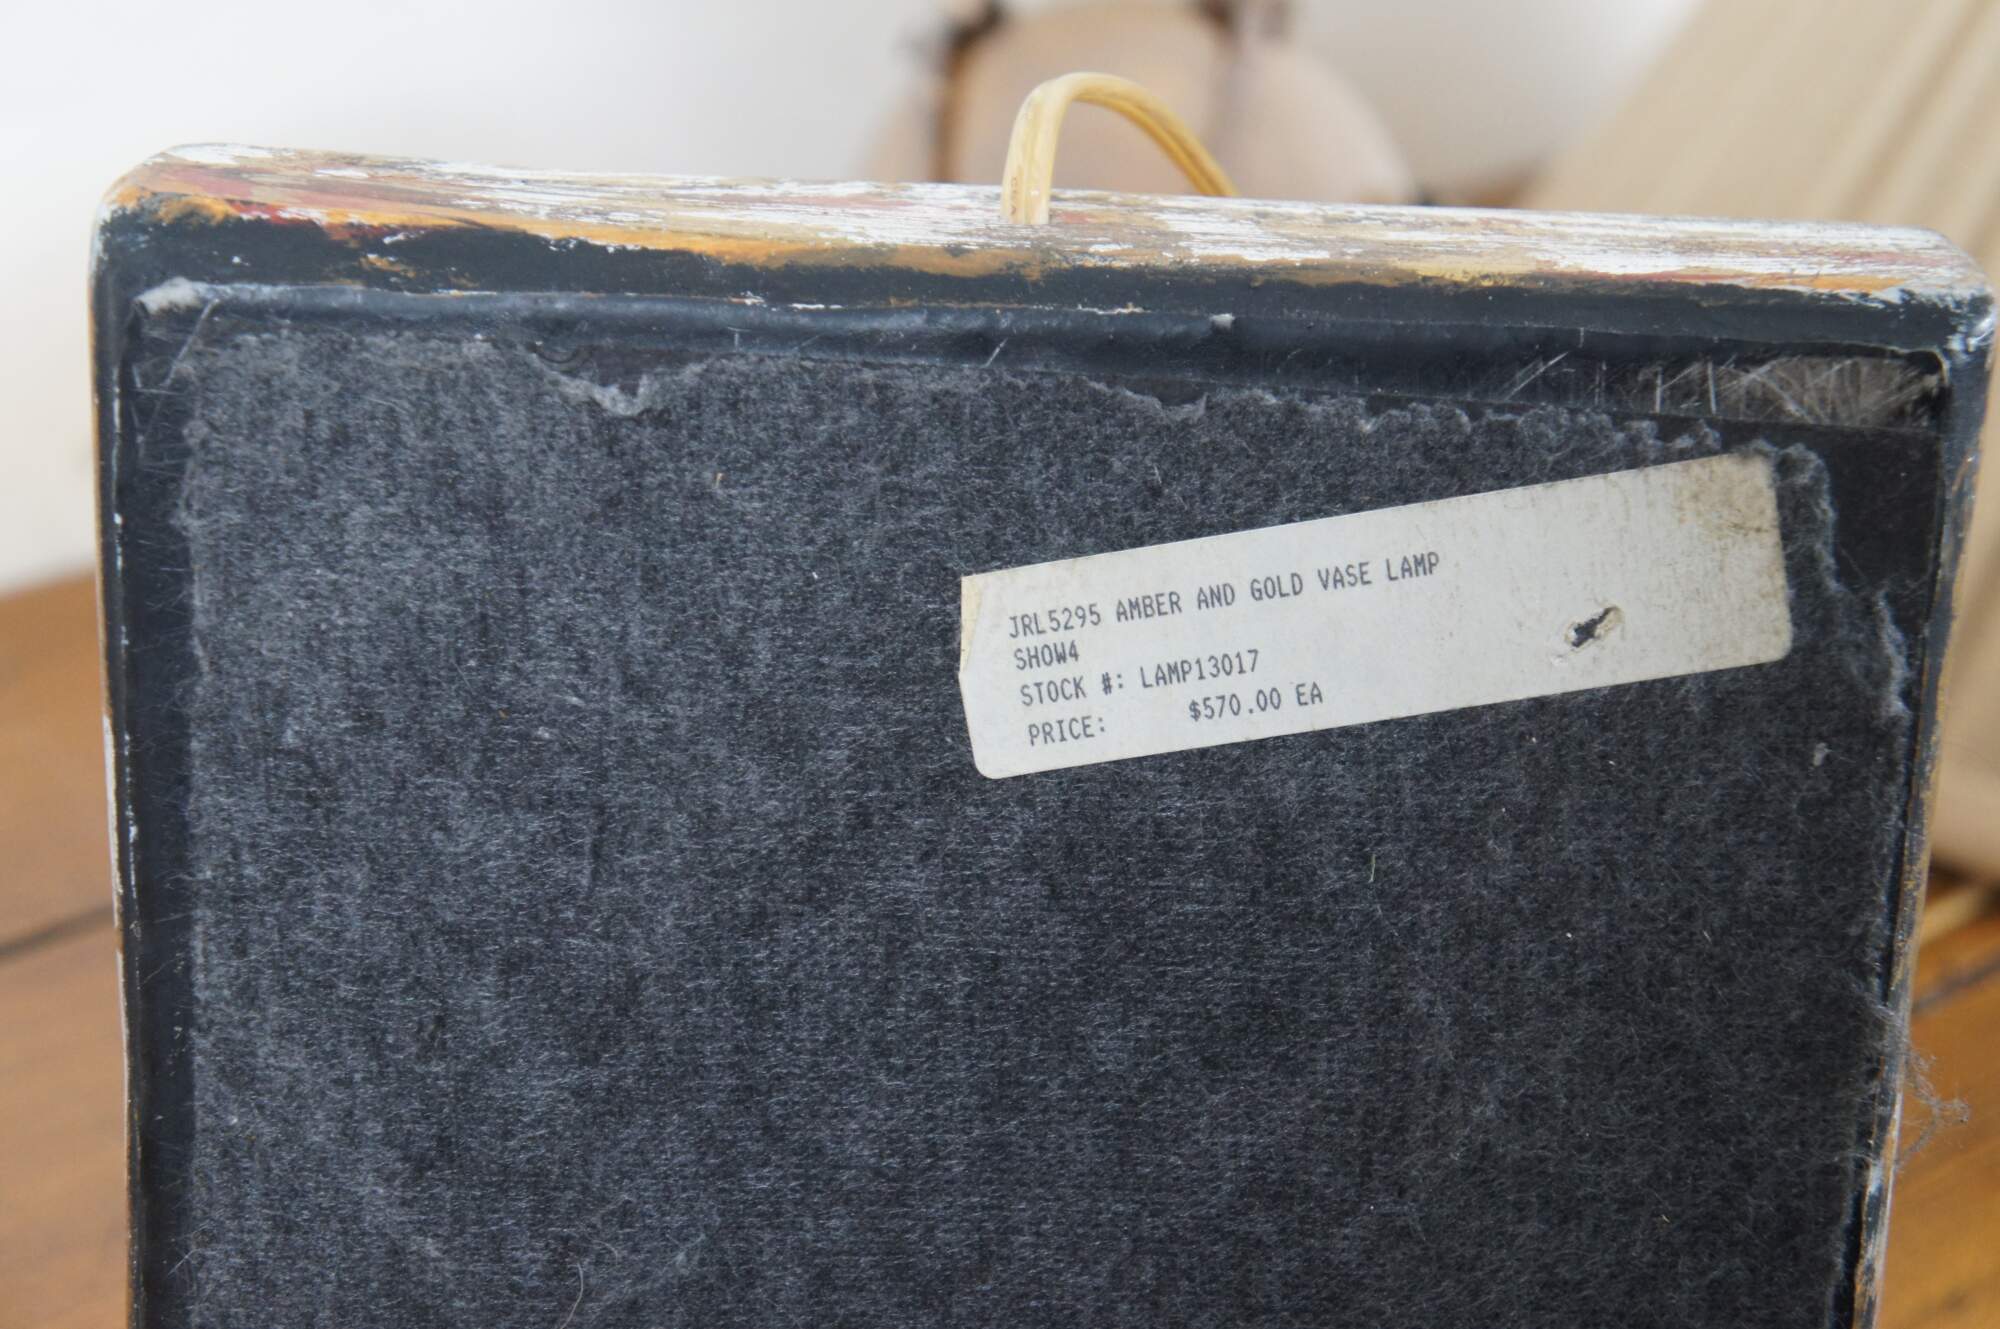 JRL5295 AMBER AND GOLD VASE LAMP
SHOW4
STOCK #: LAMP13017
PRICE: $570.00 EA